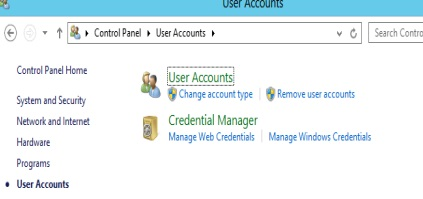 User Accounts
Control Panel ▸ User Accounts ▸
Search Contro
Control Panel Home
System and Security
Network and Internet
Hardware
Programs
User Accounts
User Accounts
Change account type
Remove user accounts
Credential Manager
Manage Web Credentials
Manage Windows Credentials